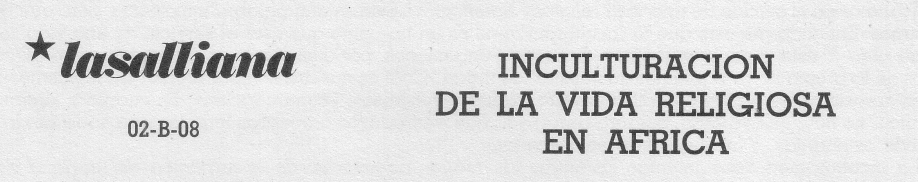 lasalliana
02-B-08
INCULTURACION
DE LA VIDA RELIGIOSA
EN AFRICA